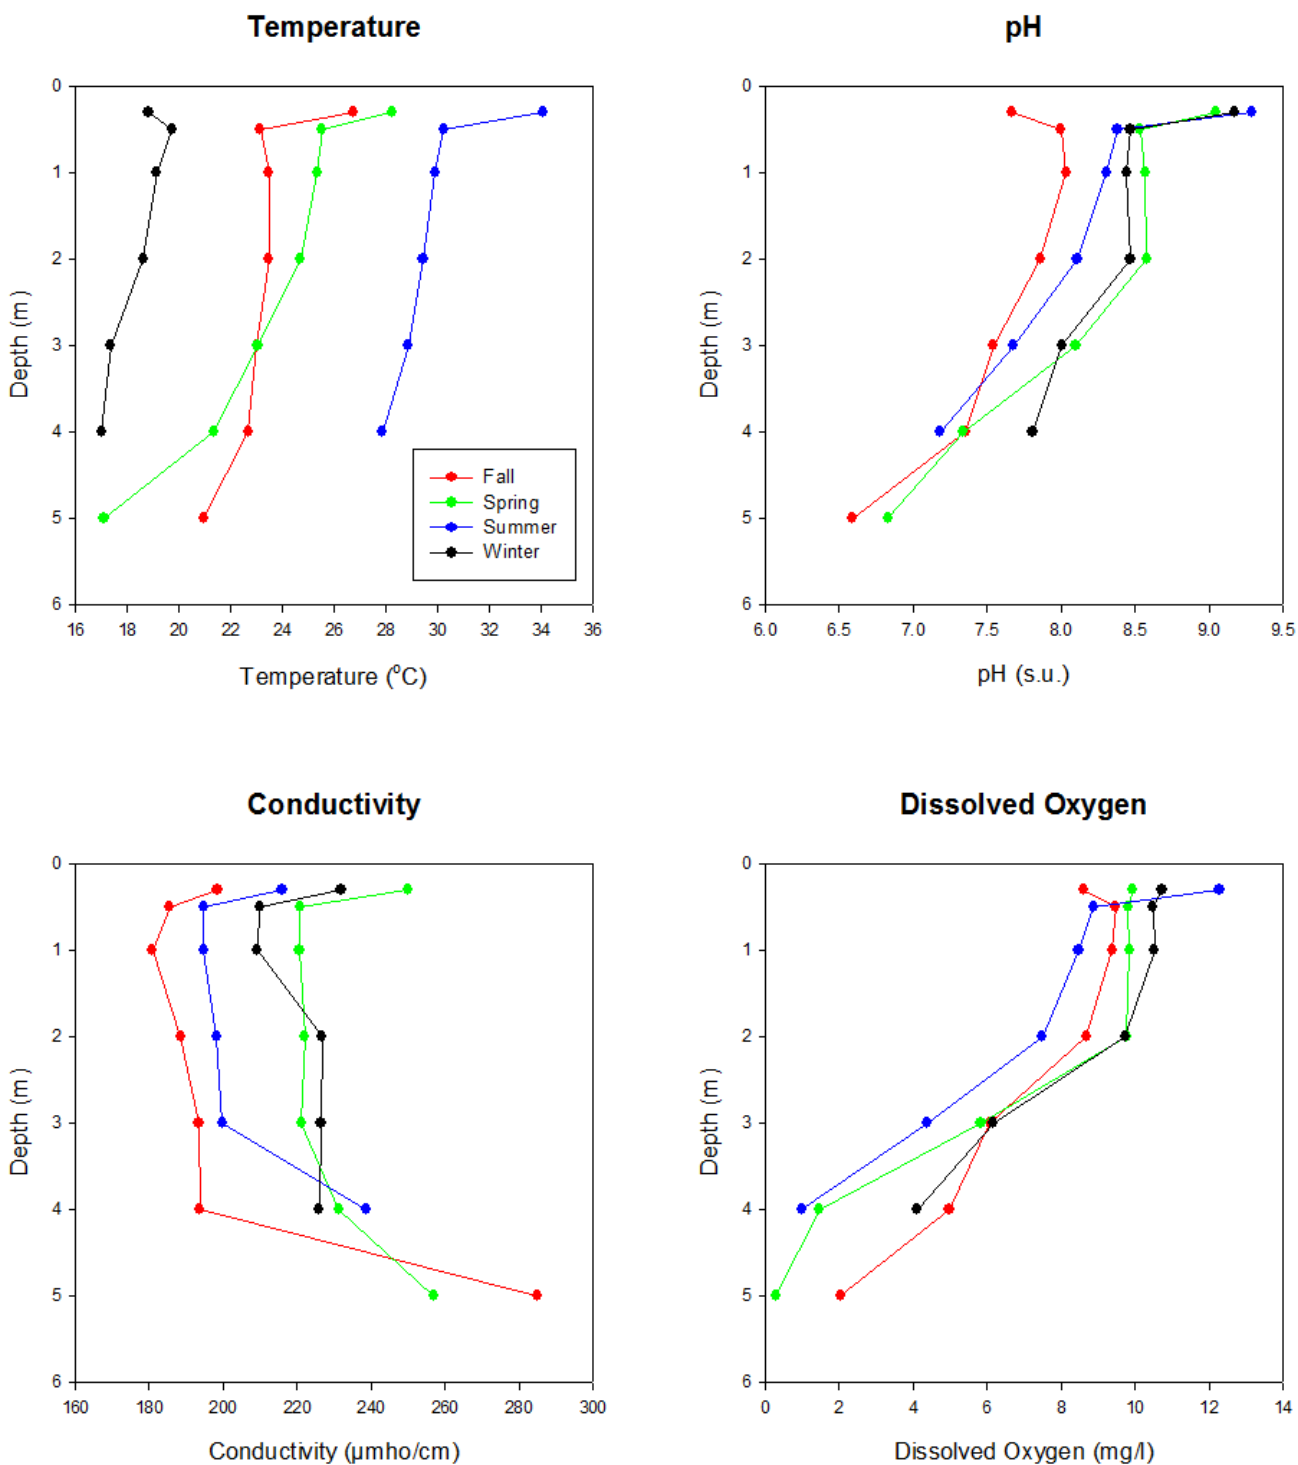 Temperature
pH
0
1
2
3
4
5
6
Depth (m)
16 18 20 22 24 26 28 30 32 34 36
Temperature (°C)
Fall
Spring
Summer
Winter
0
1
2
3
4
5
6
Depth (m)
6.0 6.5 7.0 7.5 8.0 8.5 9.0 9.5
pH (s.u.)
Conductivity
Dissolved Oxygen
0
1
2
3
4
5
6
Depth (m)
160 180 200 220 240 260 280 300
Conductivity (µmho/cm)
0
1
2
3
4
5
6
Depth (m)
0 2 4 6 8 10 12 14
Dissolved Oxygen (mg/l)